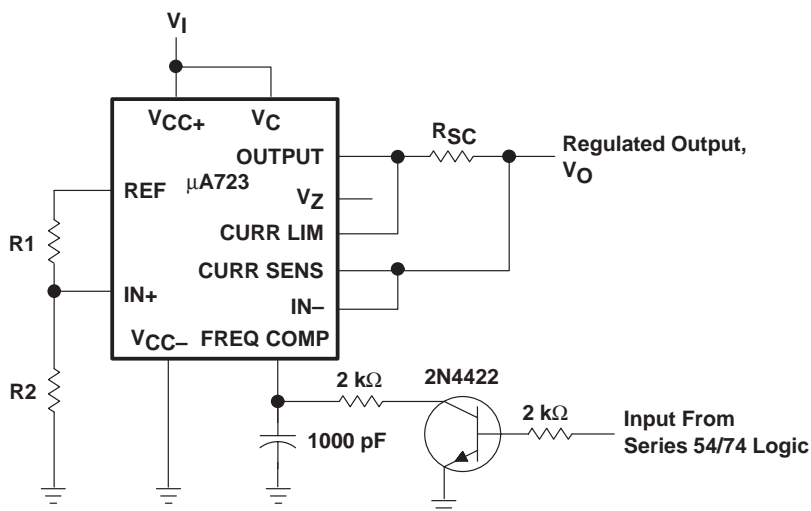 VI
VCC+
VC
OUTPUT
RSC
Regulated Output,
VO
REF
μA723
VZ
R1
CURR LIM
CURR SENS
IN+
IN–
VCC–
FREQ COMP
R2
2 kΩ
2N4422
2 kΩ
1000 pF
Input From
Series 54/74 Logic